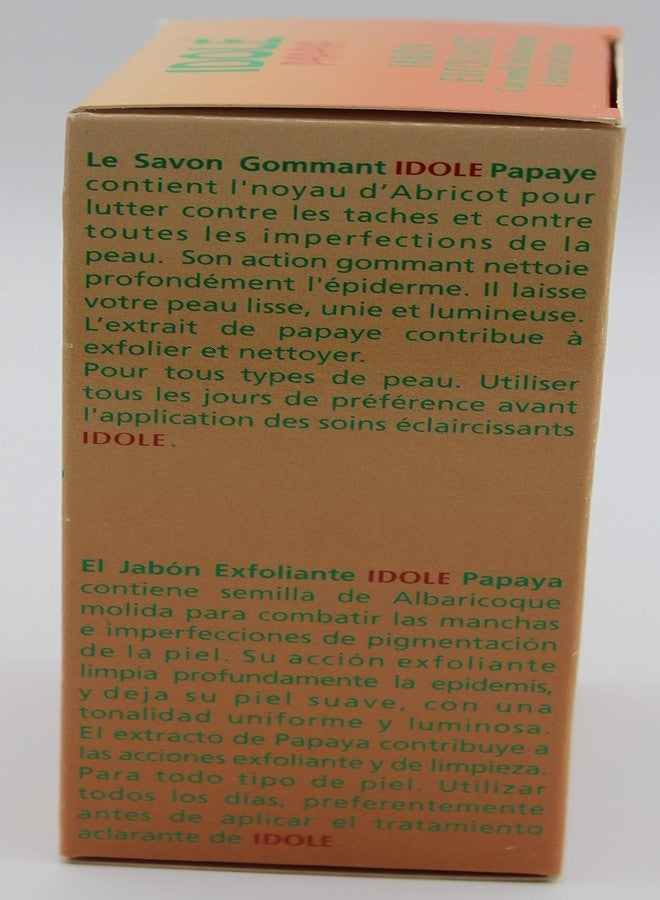 IDOLE
PAPAYA
JABON
EXFOLIANTE
Le Savon Gommant IDOLE Papaye
contient l'noyau d'Abricot pour
lutter contre les taches et contre
toutes les imperfections de la
peau. Son action gommant nettoie
profondément l'épiderme. Il laisse
votre peau lisse, unie et lumineuse.
L'extrait de papaye contribue à
exfolier et nettoyer.
Pour tous types de peau. Utiliser
tous les jours de préférence avant
l'application des soins éclaircissants
IDOLE.
El Jabón Exfoliante IDOLE Papaya
contiene semilla de Albaricoque
molida para combatir las manchas
e imperfecciones de pigmentación
de la piel. Su acción exfoliante
limpia profundamente la epidemis,
y deja su piel suave, con una
tonalidad uniforme y luminosa.
El extracto de Papaya contribuye a
las acciones exfoliante y de limpieza.
Para todo tipo de piel. Utilizar
todos los días, preferentemente
antes de aplicar el tratamiento
aclarante de IDOLE.